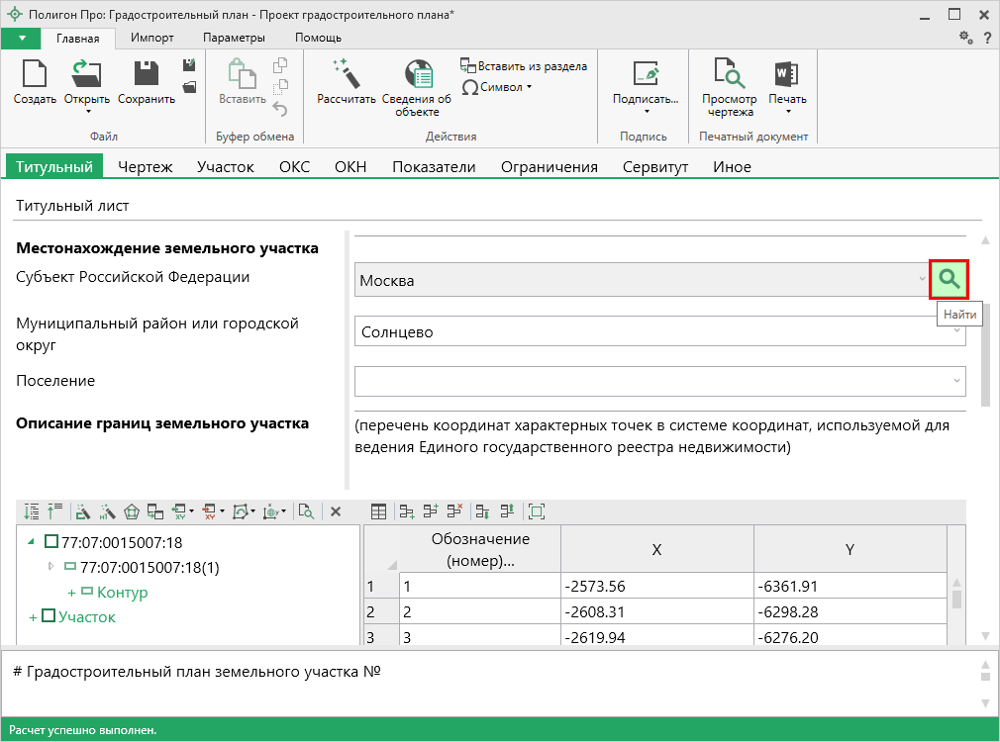 Полигон Про: Градостроительный план - Проект градостроительного плана*
Главная Импорт Параметры Помощь
?
Создать Открыть Сохранить
Файл
Вставить
Буфер обмена
Рассчитать Сведения об объекте
Вставить из раздела
Символ
Действия
Подписать...
Подпись
Просмотр чертежа Печать
Печатный документ
Титульный Чертеж Участок ОКС ОКН Показатели Ограничения Сервитут Иное
Титульный лист
Местонахождение земельного участка
Субъект Российской Федерации
Москва
Найти
Муниципальный район или городской
округ
Солнцево
Поселение
Описание границ земельного участка
(перечень координат характерных точек в системе координат, используемой для
ведения Единого государственного реестра недвижимости)
77:07:0015007:18
77:07:0015007:18(1)
+ Контур
+ Участок
Обозначение
(номер)... X Y
1 1 -2573.56 -6361.91
2 2 -2608.31 -6298.28
3 3 -2619.94 -6276.20
# Градостроительный план земельного участка №
Расчет успешно выполнен.